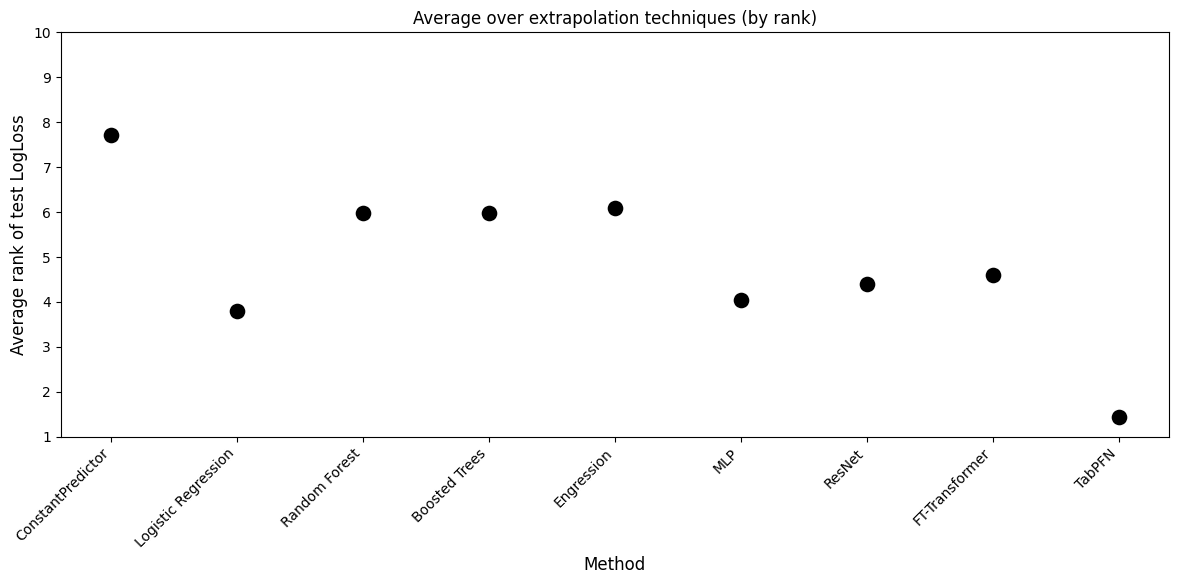 Average over extrapolation techniques (by rank)
Average rank of test LogLoss
10
9
8
7
6
5
4
3
2
1
ConstantPredictor
Logistic Regression
Random Forest
Boosted Trees
Engression
MLP
ResNet
FT-Transformer
TabPFN
Method